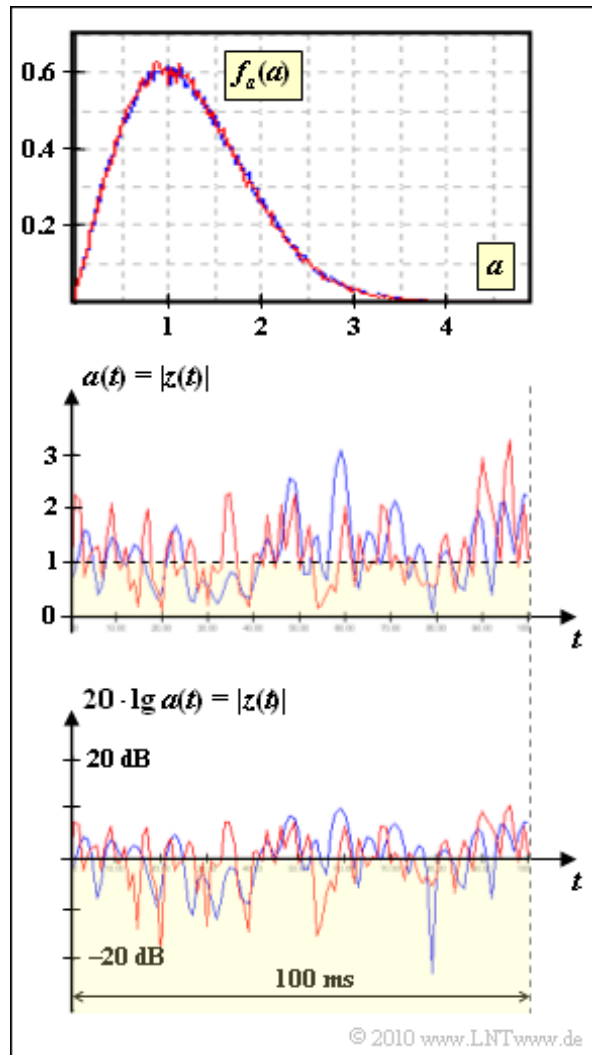 0.6
fₐ(a)
0.4
0.2
a
1 2 3 4
a(t) = |z(t)|
3
2
1
0
t
20 · lg a(t) = |z(t)|
20 dB
t
–20 dB
100 ms
© 2010 www.LNTwww.de